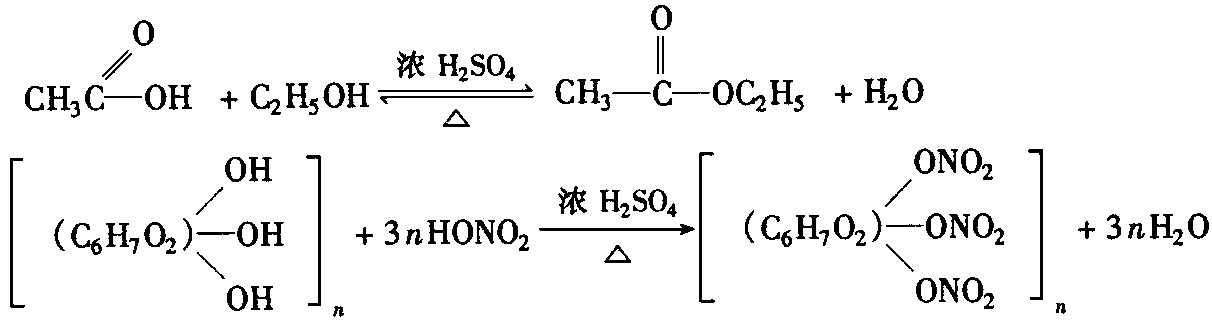 O
CH₃C—OH + C₂H₅OH 浓 H₂SO₄ △ CH₃—C—OC₂H₅ + H₂O
O
[(C₆H₇O₂) OH —OH OH]n + 3nHONO₂ 浓 H₂SO₄ △ [(C₆H₇O₂) ONO₂ —ONO₂ ONO₂]n + 3nH₂O